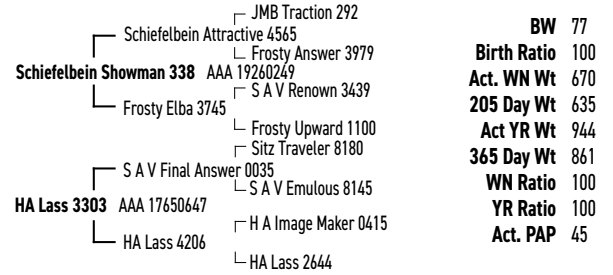 JMB Traction 292
Schiefelbein Attractive 4565
Frosty Answer 3979
Schiefelbein Showman 338 AAA 19260249
S A V Renown 3439
Frosty Elba 3745
Frosty Upward 1100
Sitz Traveler 8180
S A V Final Answer 0035
S A V Emulous 8145
HA Lass 3303 AAA 17650647
H A Image Maker 0415
HA Lass 4206
HA Lass 2644
BW 77
Birth Ratio 100
Act. WN Wt 670
205 Day Wt 635
Act YR Wt 944
365 Day Wt 861
WN Ratio 100
YR Ratio 100
Act. PAP 45